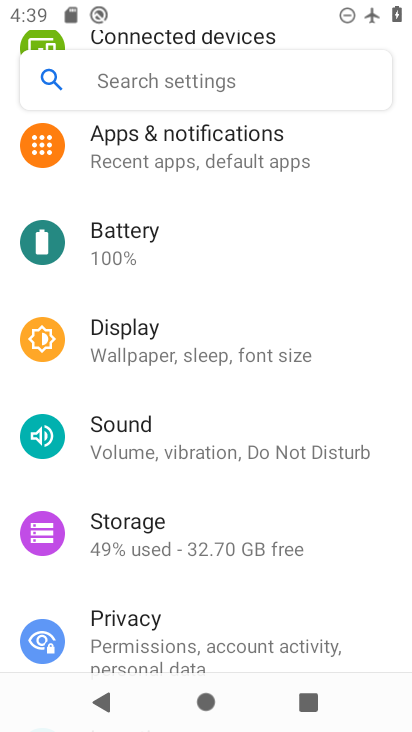 4:39
Connected devices
Search settings
Apps & notifications
Recent apps, default apps
Battery
100%
Display
Wallpaper, sleep, font size
Sound
Volume, vibration, Do Not Disturb
Storage
49% used - 32.70 GB free
Privacy
Permissions, account activity,
personal data